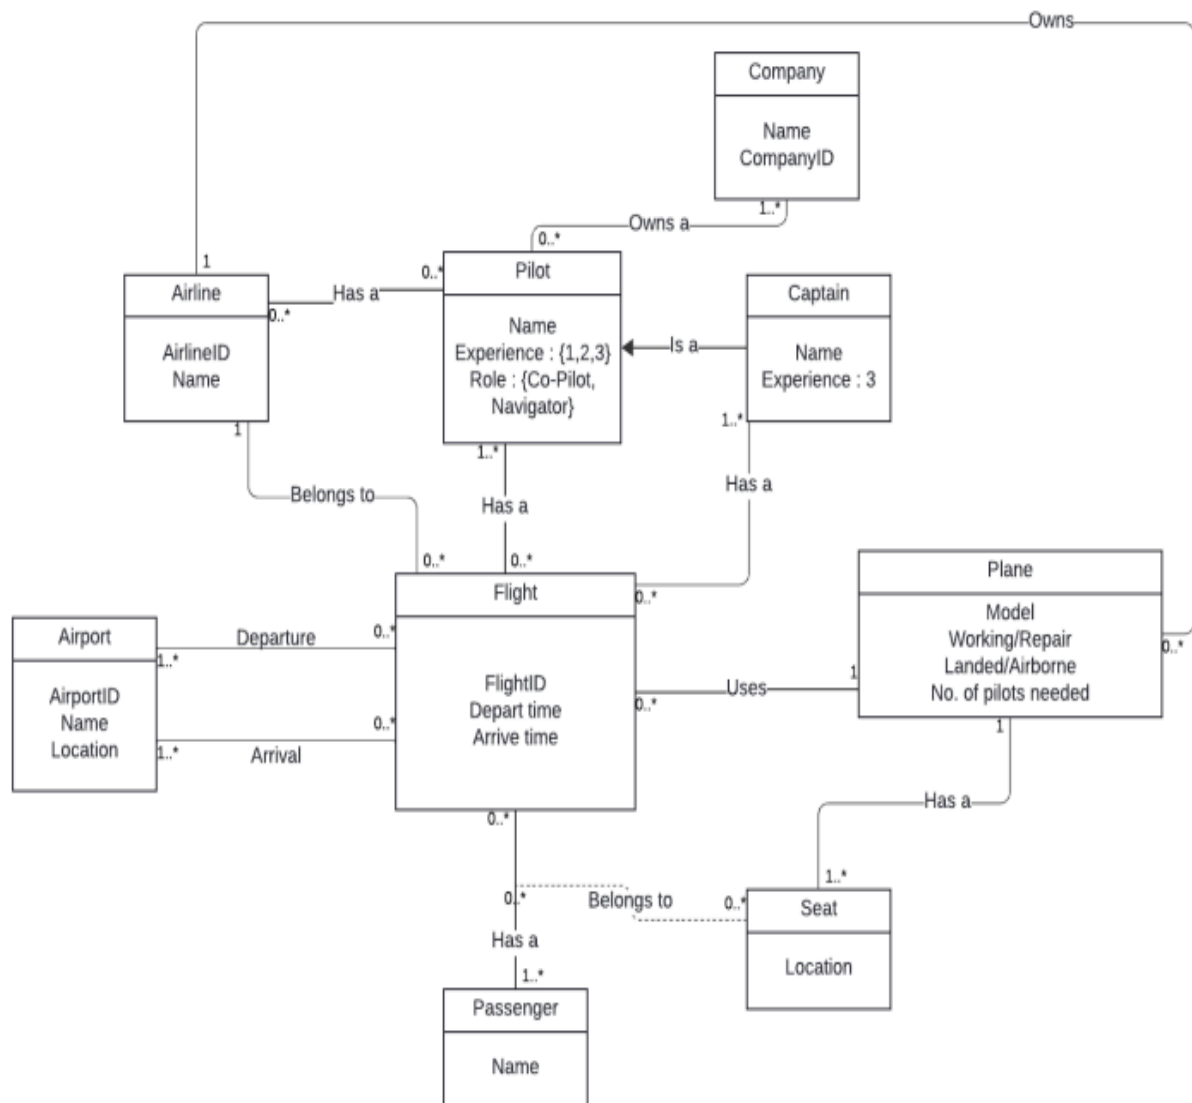 Owns
Company
Name
CompanyID
1..*
Owns a
0..*
1
Airline
AirlineID
Name
0..*
Has a
0..*
Pilot
Name
Experience : {1,2,3}
Role : {Co-Pilot,
Navigator}
Is a
Captain
Name
Experience : 3
1
Belongs to
0..*
1..*
Has a
0..*
1..*
Has a
0..*
Airport
AirportID
Name
Location
Departure
1..*
0..*
Arrival
1..*
0..*
Flight
FlightID
Depart time
Arrive time
0..*
Uses
1
Plane
Model
Working/Repair
Landed/Airborne
No. of pilots needed
0..*
1
Has a
1..*
0..*
0..*
Belongs to
0..*
Seat
Location
Has a
1..*
Passenger
Name